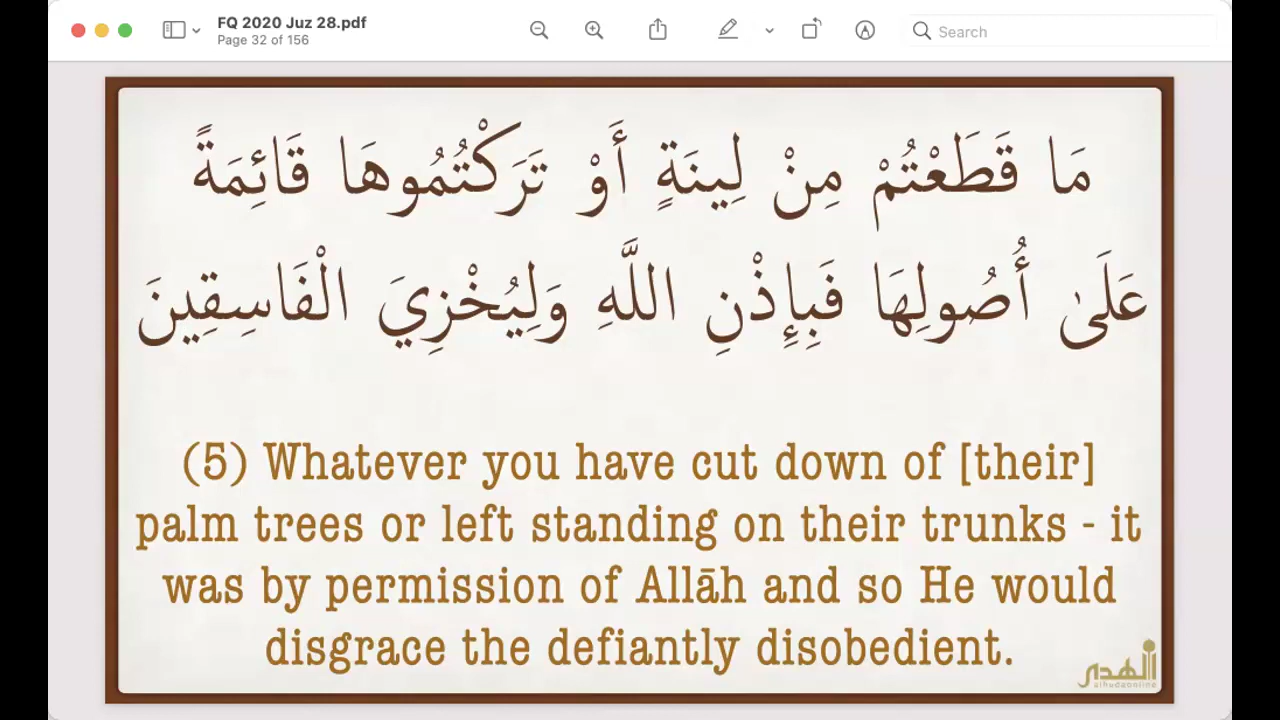 FQ 2020 Juz 28.pdf
Page 32 of 156
Search
مَا قَطَعْتُمْ مِنْ لِينَةٍ أَوْ تَرَكْتُمُوهَا قَائِمَةً
عَلَىٰ أُصُولِهَا فَبِإِذْنِ اللَّهِ وَلِيُخْزِيَ الْفَاسِقِينَ
(5) Whatever you have cut down of [their]
palm trees or left standing on their trunks - it
was by permission of Allāh and so He would
disgrace the defiantly disobedient.
الهدى
alhudaonline